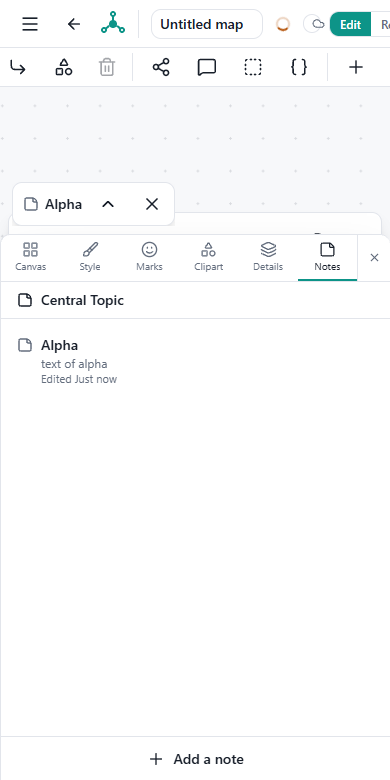 Untitled map
Edit
Alpha
Canvas
Style
Marks
Clipart
Details
Notes
Central Topic
Alpha
text of alpha
Edited Just now
Add a note